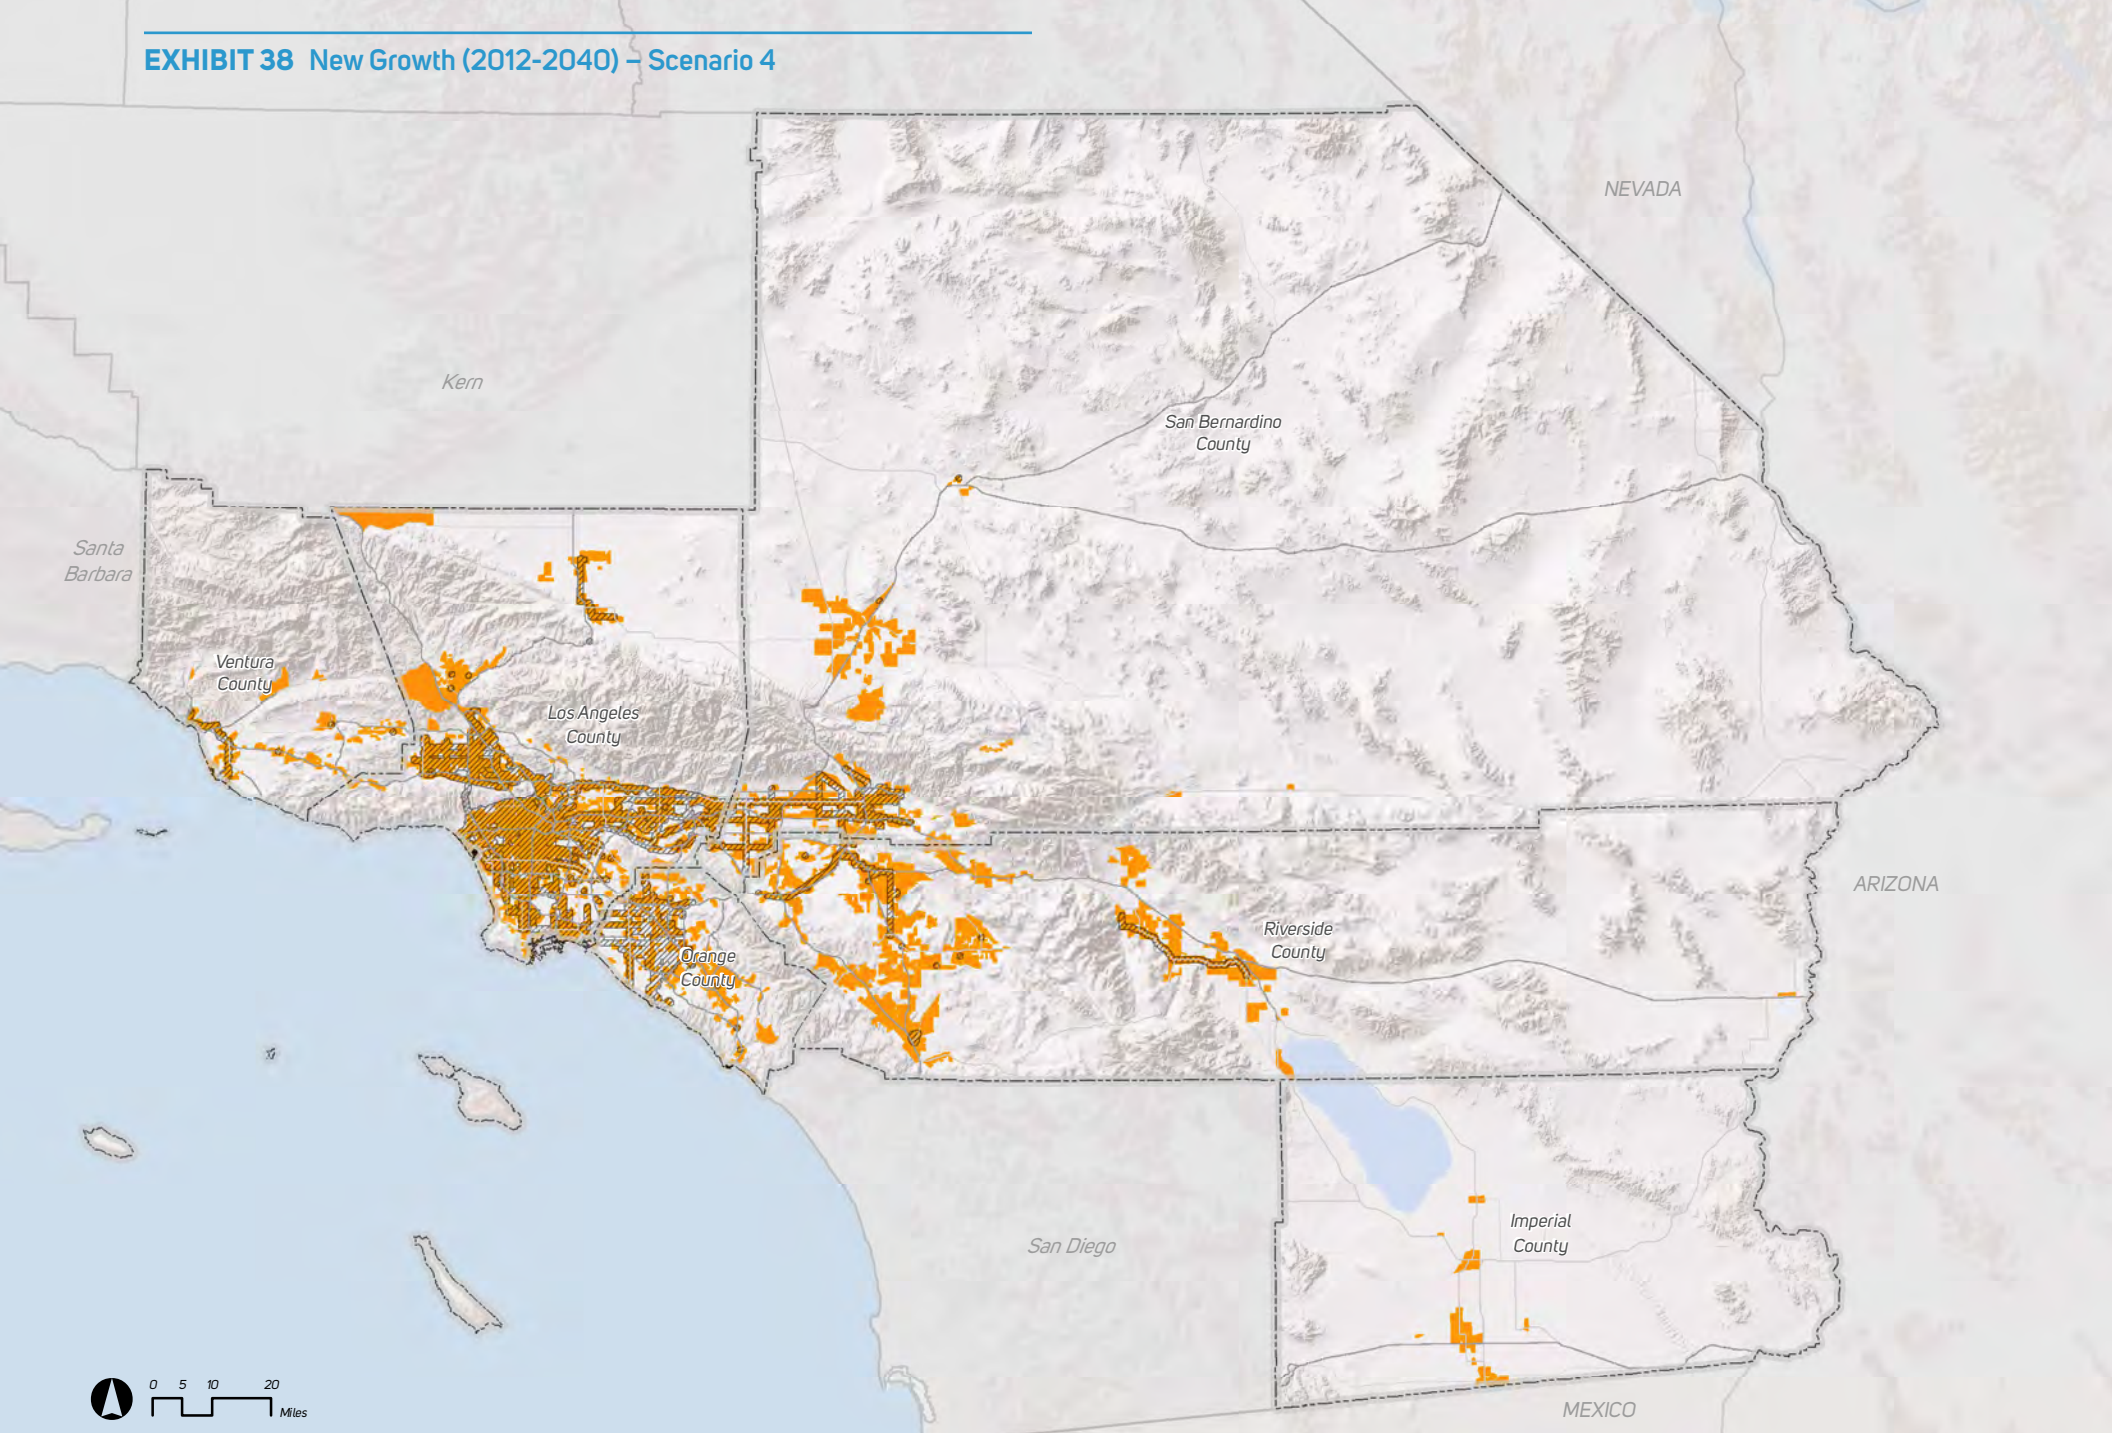 EXHIBIT 38 New Growth (2012-2040) – Scenario 4
NEVADA
Kern
San Bernardino
County
Santa
Barbara
Ventura
County
Los Angeles
County
ARIZONA
Riverside
County
Orange
County
Imperial
County
San Diego
0 5 10 20
Miles
MEXICO